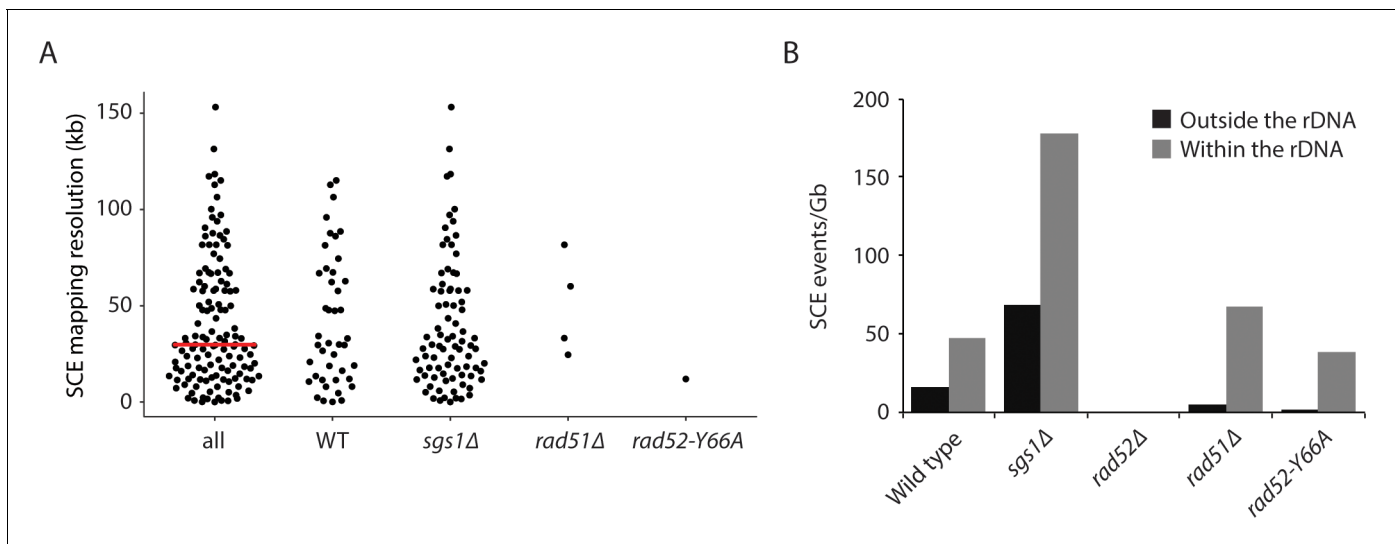 A
SCE mapping resolution (kb)
150
100
50
0
all
WT
sgs1Δ
rad51Δ
rad52-Y66A
B
SCE events/Gb
200
150
100
50
0
Outside the rDNA
Within the rDNA
Wild type
sgs1Δ
rad52Δ
rad51Δ
rad52-Y66A